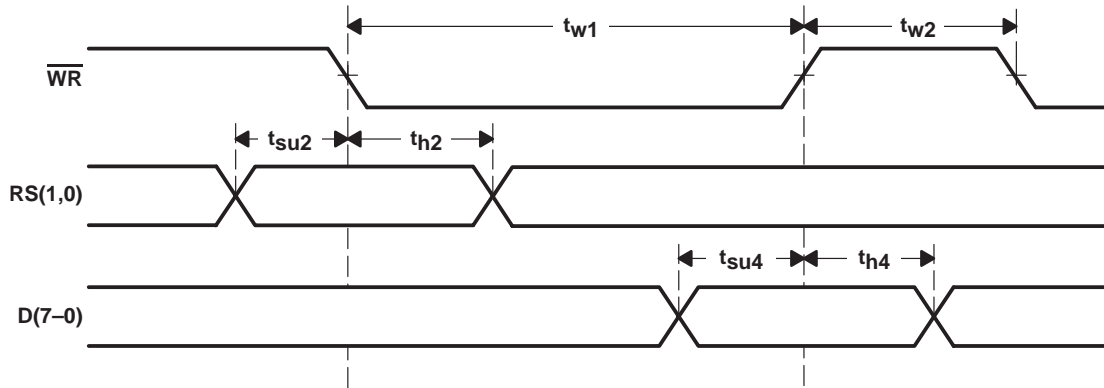 tw1
tw2
WR
tsu2
th2
RS(1,0)
tsu4
th4
D(7–0)